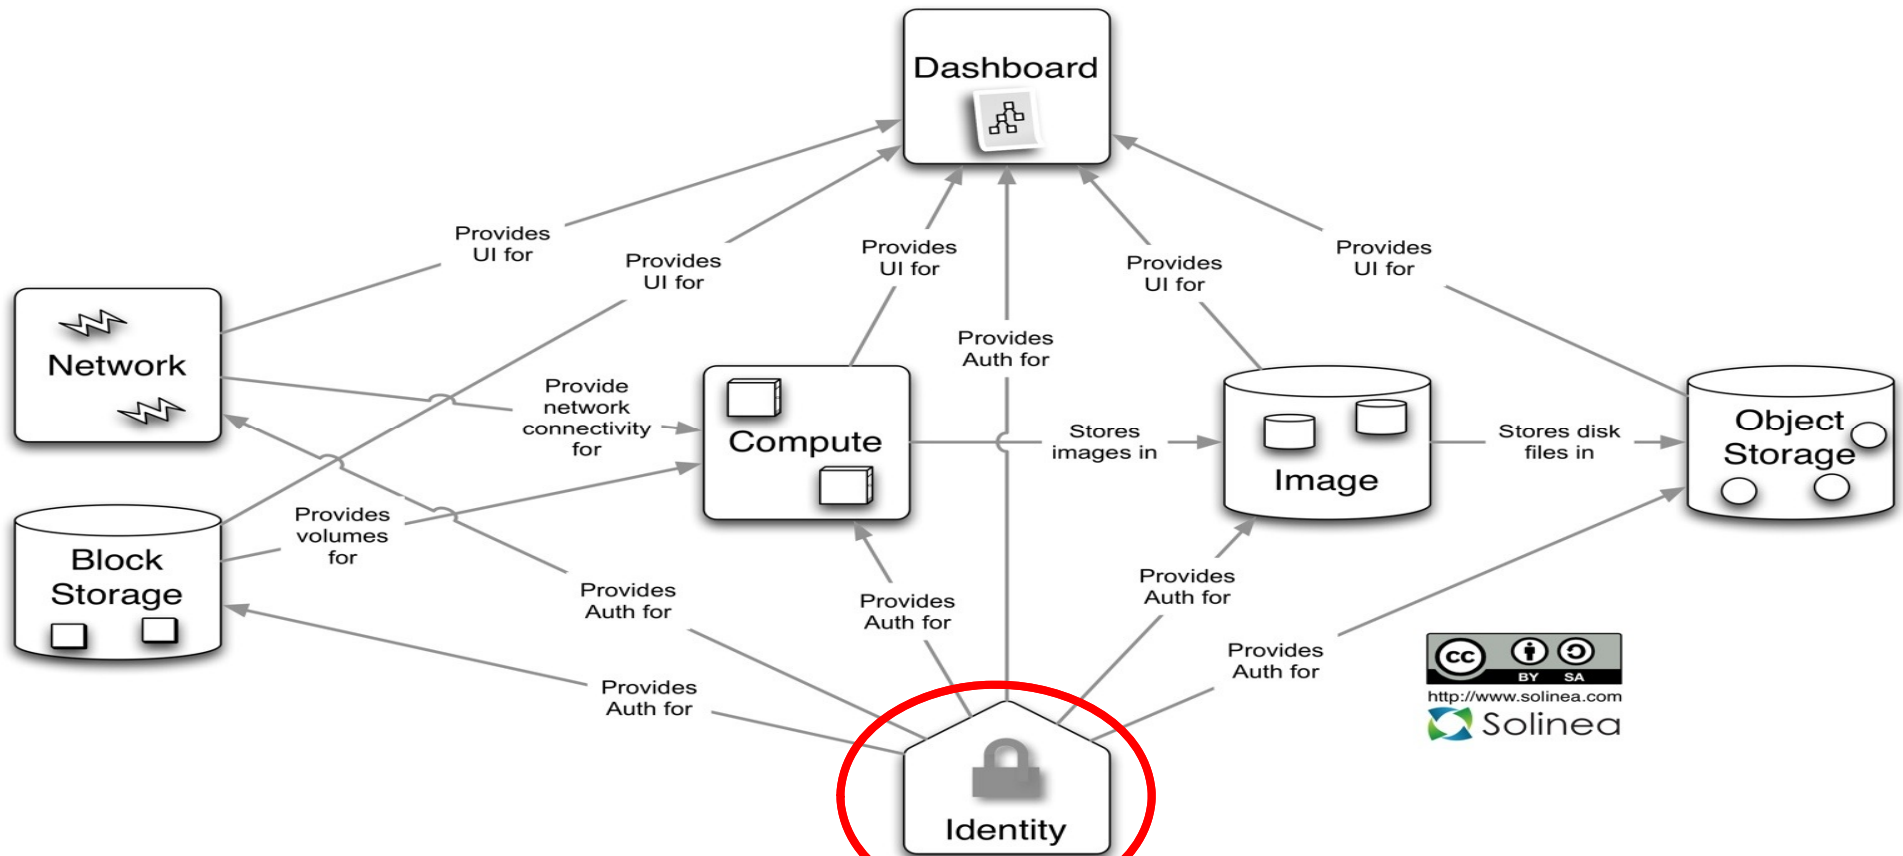 Dashboard
Provides
UI for
Provides
UI for
Provides
UI for
Provides
UI for
Provides
UI for
Provides
Auth for
Network
Provide
network
connectivity
for
Compute
Stores
images in
Image
Stores disk
files in
Object
Storage
Provides
volumes
for
Block
Storage
Provides
Auth for
Provides
Auth for
Provides
Auth for
Provides
Auth for
Provides
Auth for
Identity
cc
BY SA
http://www.solinea.com
Solinea